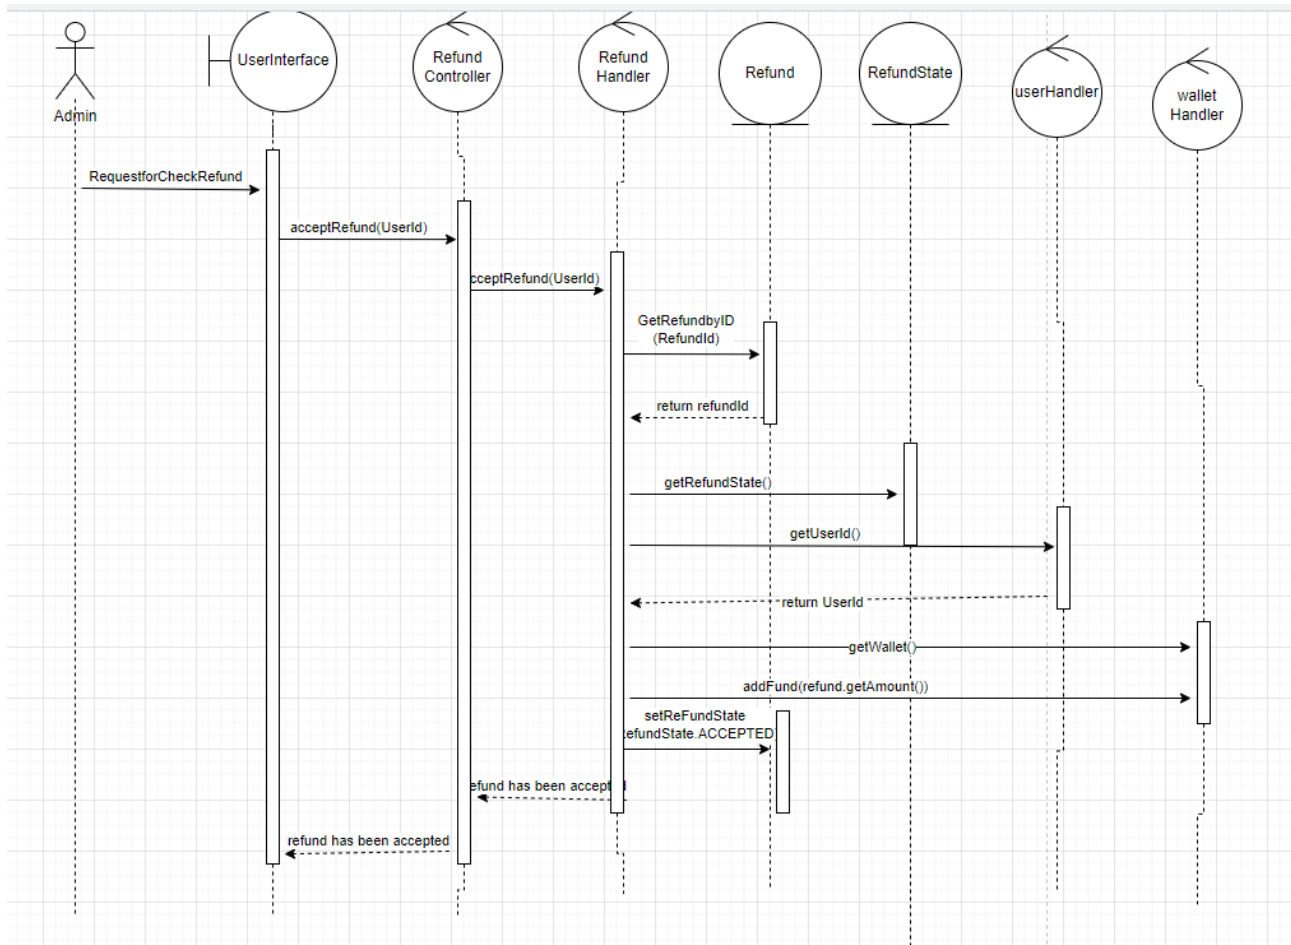 Admin
UserInterface
Refund
Controller
Refund
Handler
Refund
RefundState
userHandler
wallet
Handler
RequestforCheckRefund
acceptRefund(UserId)
cceptRefund(UserId)
GetRefundbyID
(RefundId)
return refundId
getRefundState()
getUserId()
return UserId
getWallet()
addFund(refund.getAmount())
setReFundState
efundState.ACCEPTED
efund has been accept
refund has been accepted